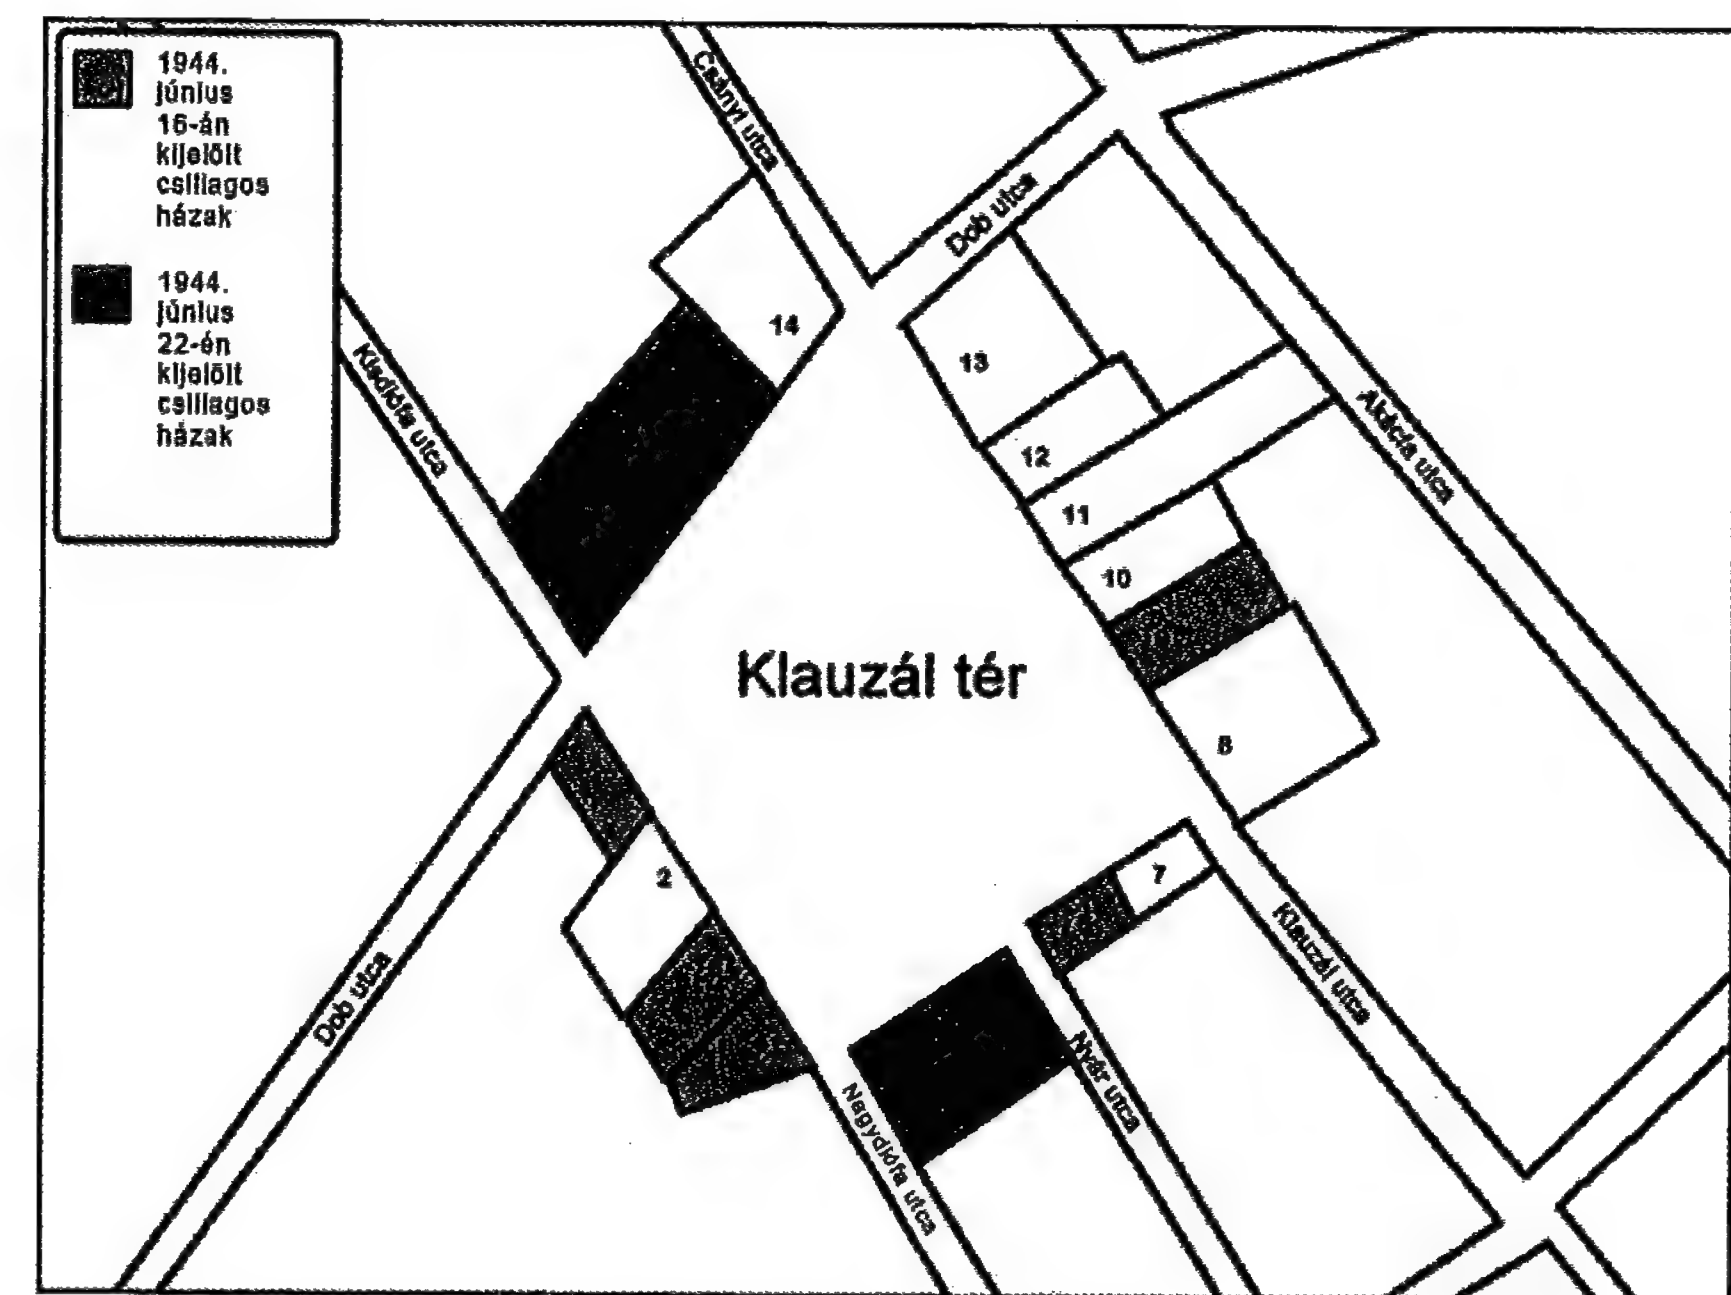 1944.
június
16-án
kijelölt
csillagos
házak
1944.
június
22-én
kijelölt
csillagos
házak
Csányi utca
Dob utca
Kisdiófa utca
Akácfa utca
14
13
12
11
10
Klauzál tér
8
2
7
Klauzál utca
Dob utca
Nyár utca
Nagydiófa utca